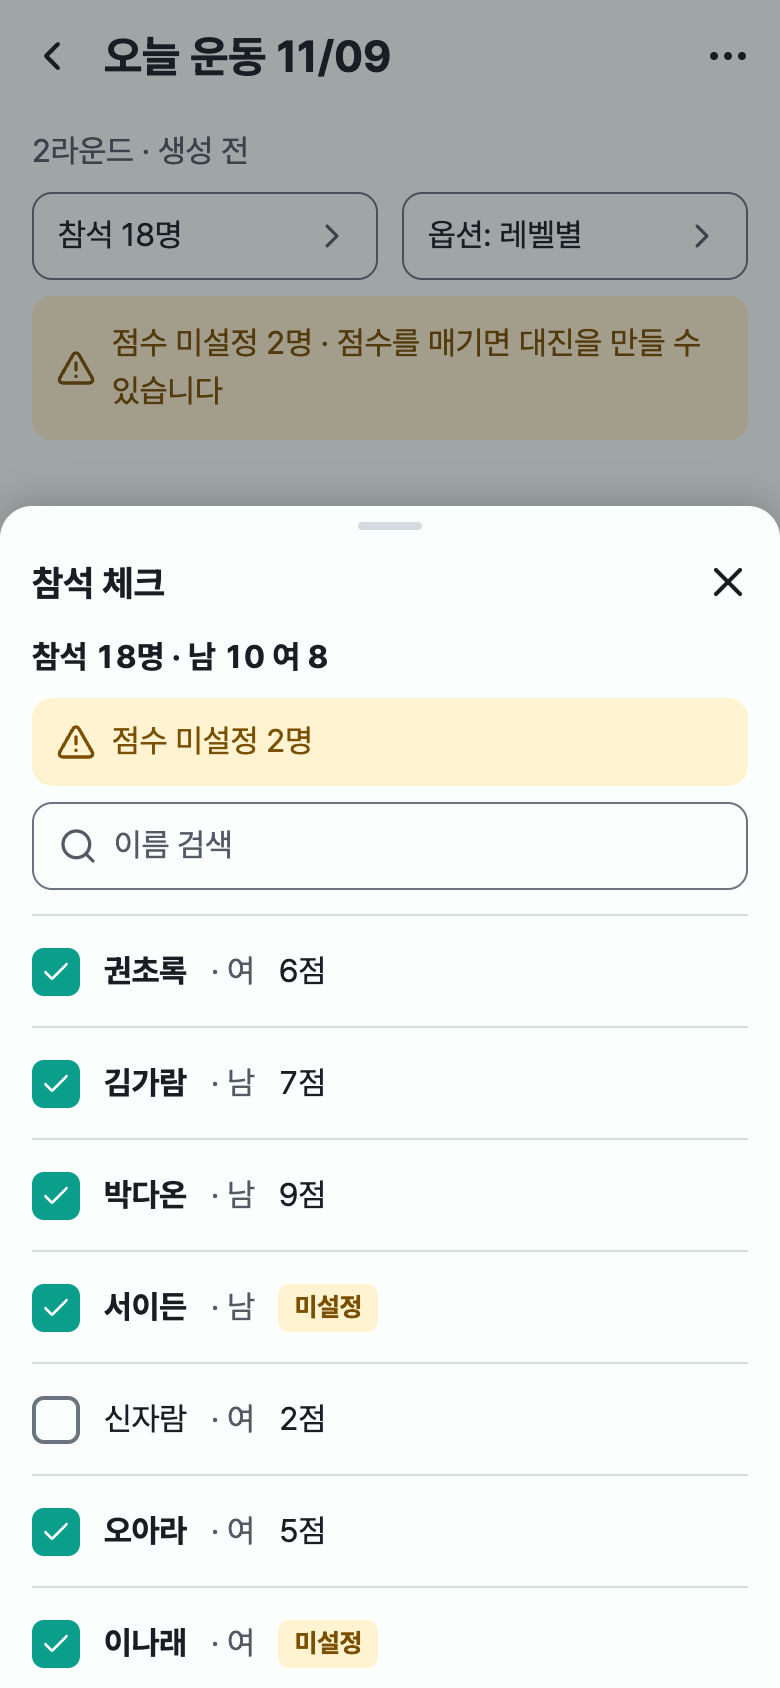 오늘 운동 11/09
2라운드 · 생성 전
참석 18명
옵션: 레벨별
점수 미설정 2명 · 점수를 매기면 대진을 만들 수
있습니다
참석 체크
참석 18명 · 남 10 여 8
점수 미설정 2명
이름 검색
권초록 · 여 6점
김가람 · 남 7점
박다온 · 남 9점
서이든 · 남 미설정
신자람 · 여 2점
오아라 · 여 5점
이나래 · 여 미설정